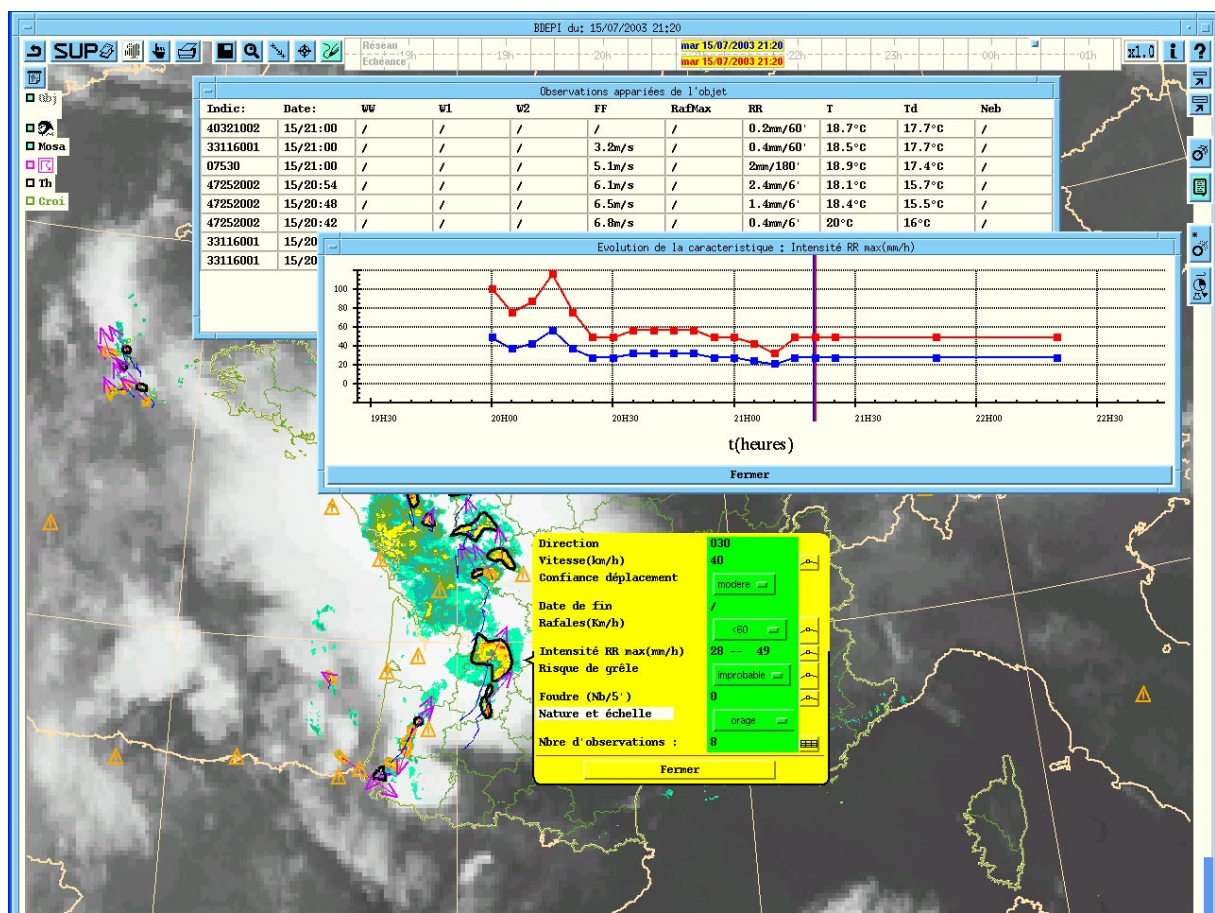 BDEPI du: 15/07/2003 21:20
SUP
Réseau
Echéance
19h 20h 22h 23h 00h 01h
mar 15/07/2003 21:20
mar 15/07/2003 21:20
x1.0 i ?
Obj
Mosa
Th
Croi
Observations appariées de l'objet
Indic: Date: WW W1 W2 FF RafMax RR T Td Neb
40321002 15/21:00 / / / / / 0.2mm/60' 18.7°C 17.7°C /
33116001 15/21:00 / / / 3.2m/s / 0.4mm/60' 18.5°C 17.7°C /
07530 15/21:00 / / / 5.1m/s / 2mm/180' 18.9°C 17.4°C /
47252002 15/20:54 / / / 6.1m/s / 2.4mm/6' 18.1°C 15.7°C /
47252002 15/20:48 / / / 6.5m/s / 1.4mm/6' 18.4°C 15.5°C /
47252002 15/20:42 / / / 6.8m/s / 0.4mm/6' 20°C 16°C /
33116001 15/20
33116001 15/20
Evolution de la caracteristique : Intensité RR max(mm/h)
100
80
60
40
20
0
19H30 20H00 20H30 21H00 21H30 22H00 22H30
t(heures)
Fermer
Direction 030
Vitesse(km/h) 40
Confiance déplacement modere
Date de fin /
Rafales(Km/h) <60
Intensité RR max(mm/h) 28 -- 49
Risque de grêle improbable
Foudre (Nb/5') 0
Nature et échelle orage
Nbre d'observations : 8
Fermer